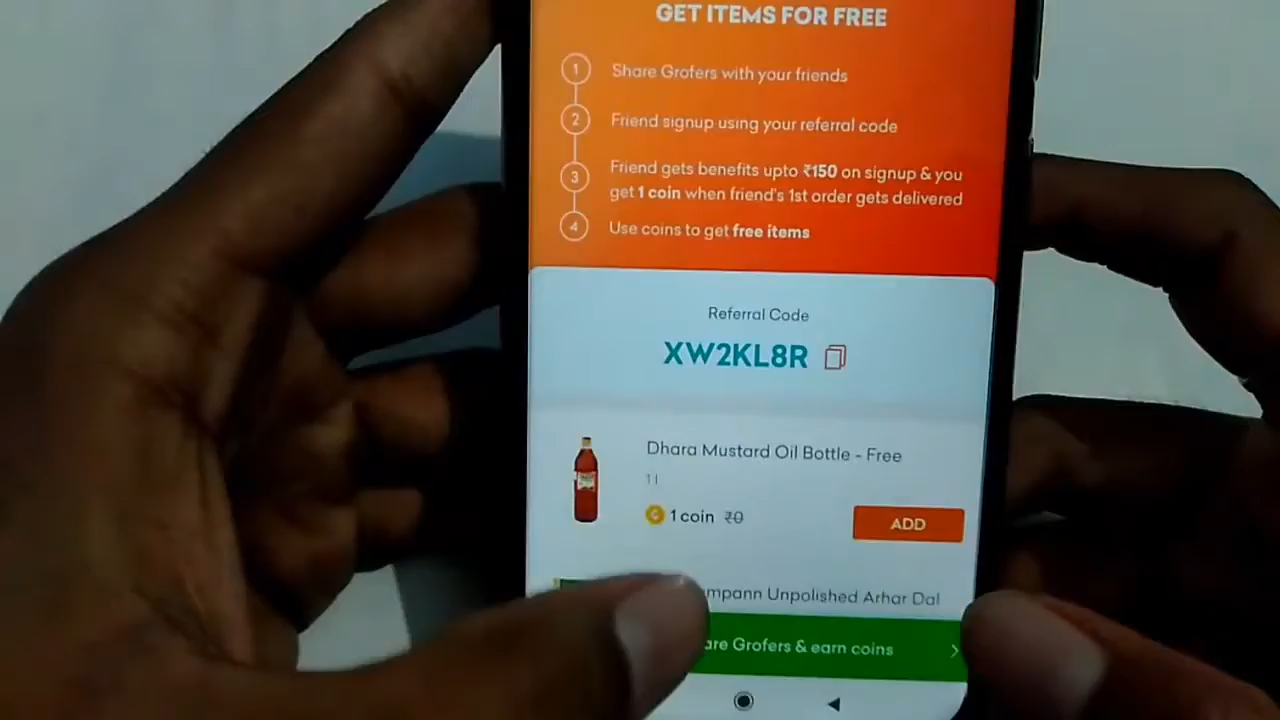 GET ITEMS FOR FREE
1 Share Grofers with your friends
2 Friend signup using your referral code
3 Friend gets benefits upto ₹150 on signup & you
get 1 coin when friend's 1st order gets delivered
4 Use coins to get free items
Referral Code
XW2KL8R
Dhara Mustard Oil Bottle - Free
1 l
1 coin ₹0
ADD
Unpolished Arhar Dal
Grofers & earn coins